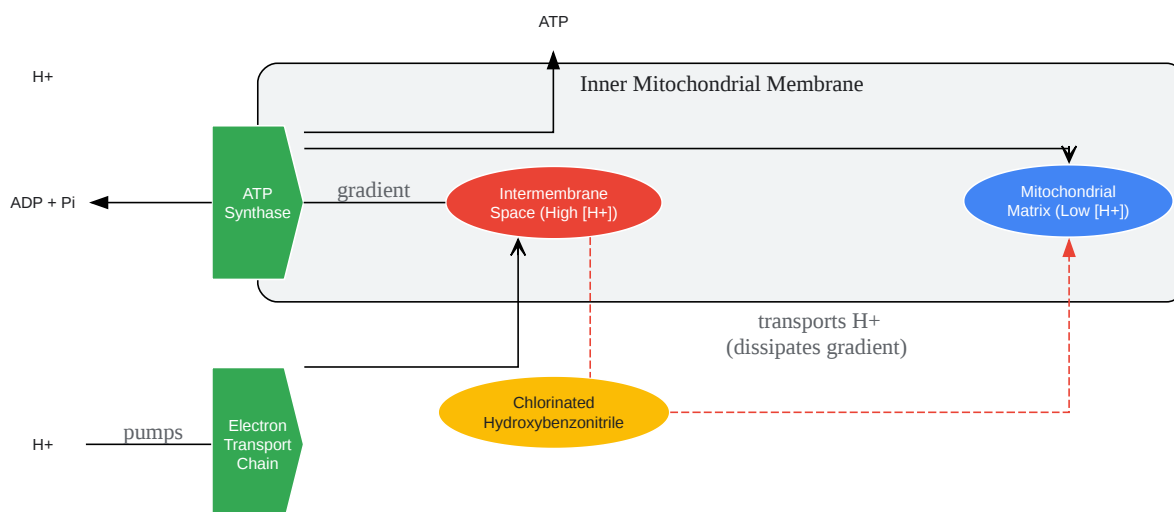 ATP
H+
Inner Mitochondrial Membrane
ATP
Synthase
gradient
Intermembrane
Space (High [H+])
Mitochondrial
Matrix (Low [H+])
ADP + Pi
transports H+
(dissipates gradient)
Chlorinated
Hydroxybenzonitrile
H+
pumps
Electron
Transport
Chain